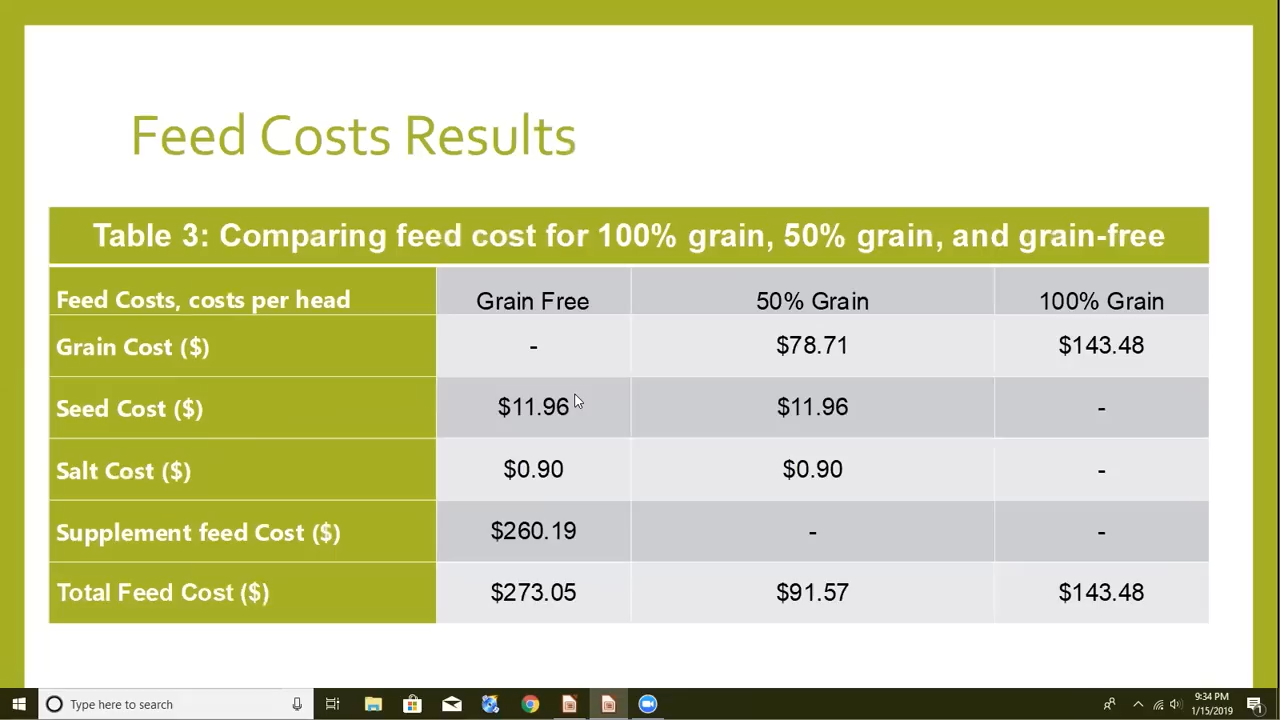 Feed Costs Results
Table 3: Comparing feed cost for 100% grain, 50% grain, and grain-free
Feed Costs, costs per head Grain Free 50% Grain 100% Grain
Grain Cost ($) - $78.71 $143.48
Seed Cost ($) $11.96 $11.96 -
Salt Cost ($) $0.90 $0.90 -
Supplement feed Cost ($) $260.19 - -
Total Feed Cost ($) $273.05 $91.57 $143.48
Type here to search
9:34 PM
1/15/2019
1